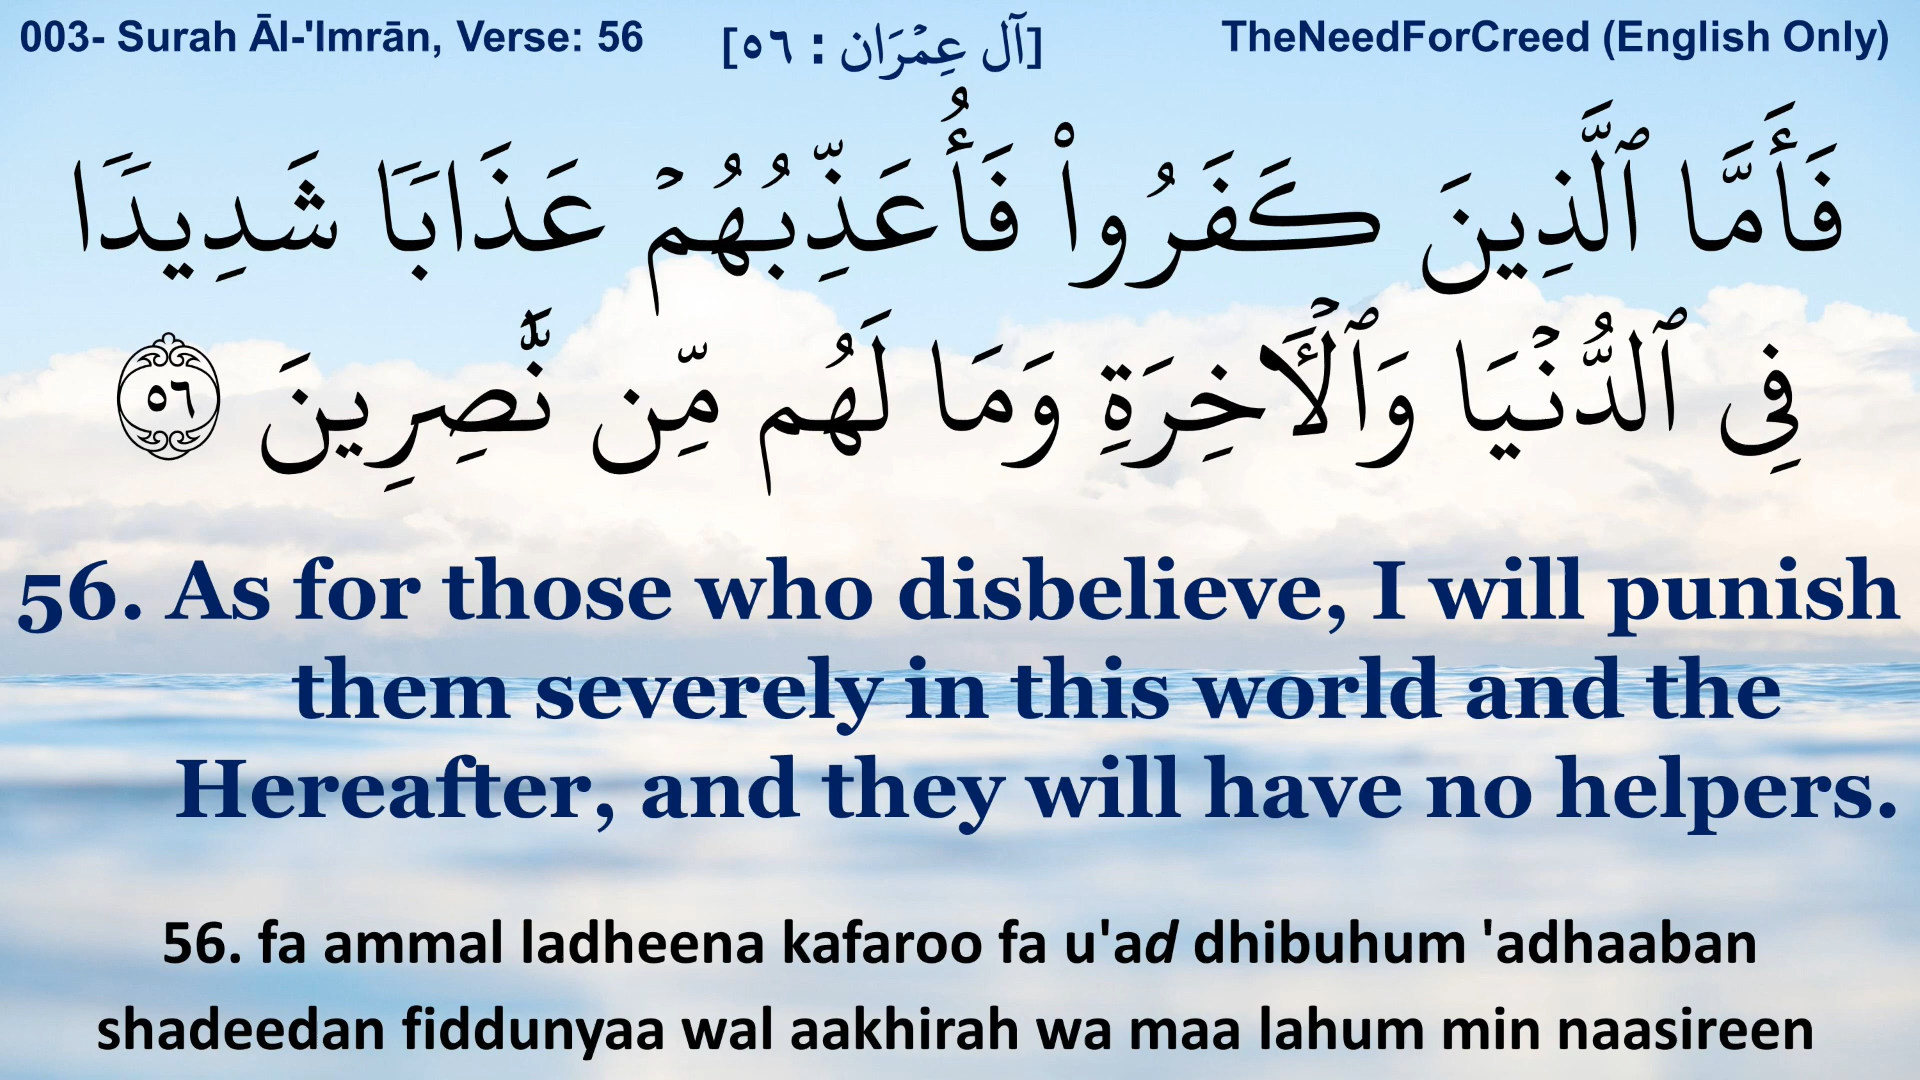 003- Surah Āl-'Imrān, Verse: 56
[آل عِمۡرَان : ٥٦]
TheNeedForCreed (English Only)
فَأَمَّا ٱلَّذِينَ كَفَرُواْ فَأُعَذِّبُهُمۡ عَذَابٗا شَدِيدٗا
فِي ٱلدُّنۡيَا وَٱلۡأٓخِرَةِ وَمَا لَهُم مِّن نَّٰصِرِينَ ٥٦
56. As for those who disbelieve, I will punish
them severely in this world and the
Hereafter, and they will have no helpers.
56. fa ammal ladheena kafaroo fa u'ad dhibuhum 'adhaaban
shadeedan fiddunyaa wal aakhirah wa maa lahum min naasireen